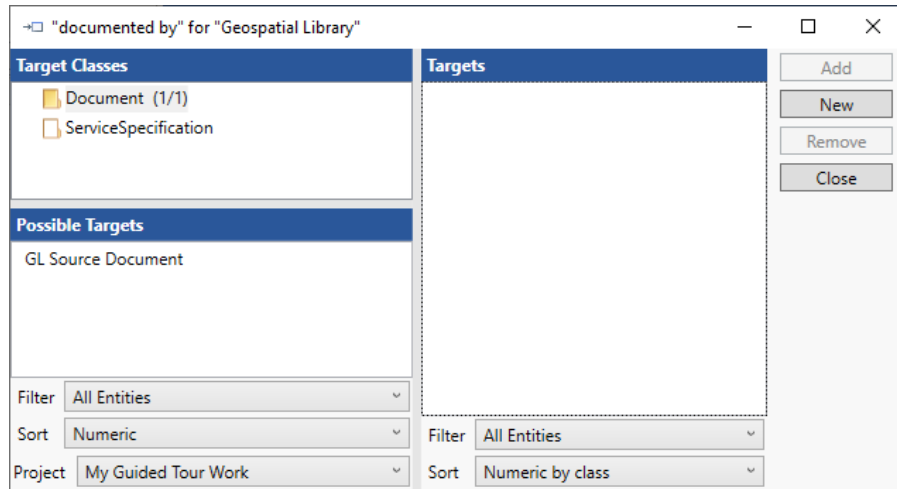 "documented by" for "Geospatial Library"
Target Classes
Document (1/1)
ServiceSpecification
Possible Targets
GL Source Document
Filter All Entities
Sort Numeric
Project My Guided Tour Work
Targets
Filter All Entities
Sort Numeric by class
Add
New
Remove
Close